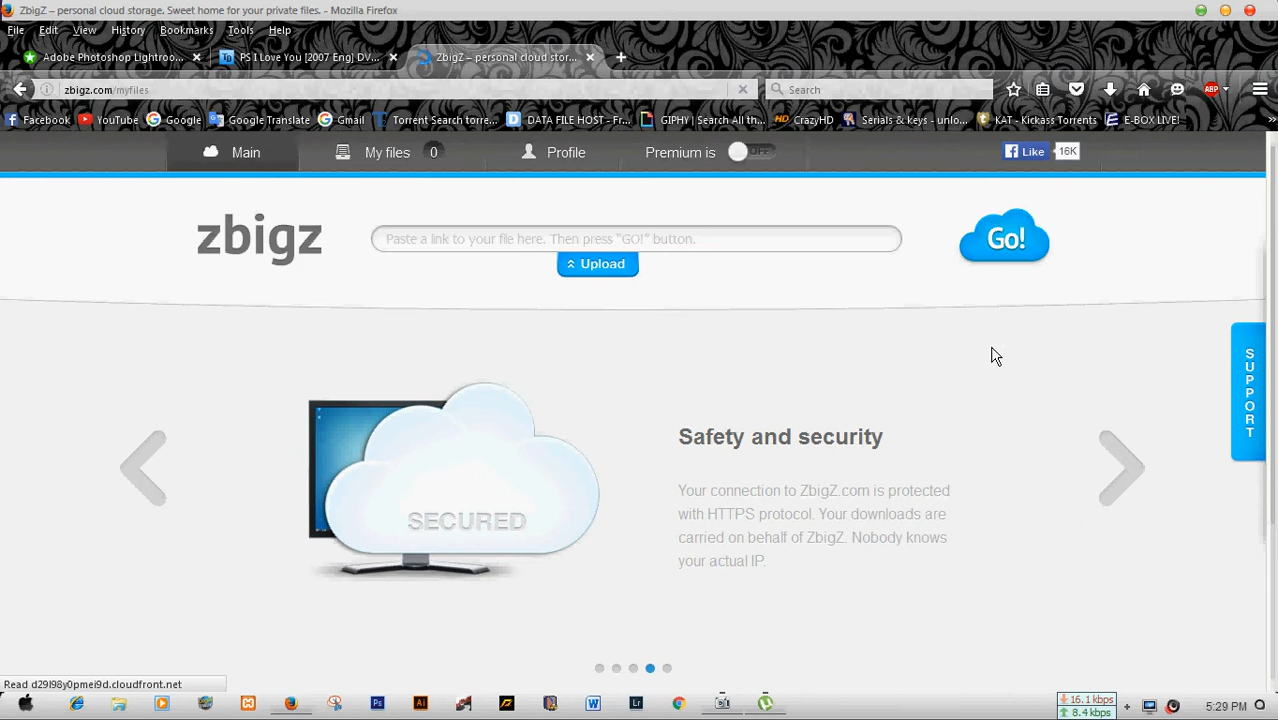 ZbigZ – personal cloud storage. Sweet home for your private files. - Mozilla Firefox
File Edit View History Bookmarks Tools Help
Adobe Photoshop Lightroo... PS I Love You [2007 Eng] DV... ZbigZ – personal cloud stor...
zbigz.com/myfiles Search ABP
Facebook YouTube Google Google Translate Gmail Torrent Search torre... DATA FILE HOST - Fr... GIPHY | Search All th... HD CrazyHD Serials & keys - unlo... KAT - Kickass Torrents E-BOX LIVE!
Main My files 0 Profile Premium is OFF Like 16K
zbigz Paste a link to your file here. Then press "GO!" button. Go!
Upload
SUPPORT
Safety and security
Your connection to ZbigZ.com is protected
with HTTPS protocol. Your downloads are
carried on behalf of ZbigZ. Nobody knows
your actual IP.
SECURED
Read d29l98y0pmei9d.cloudfront.net
Ps Ai W Lr 16.1 kbps 8.4 kbps 5:29 PM